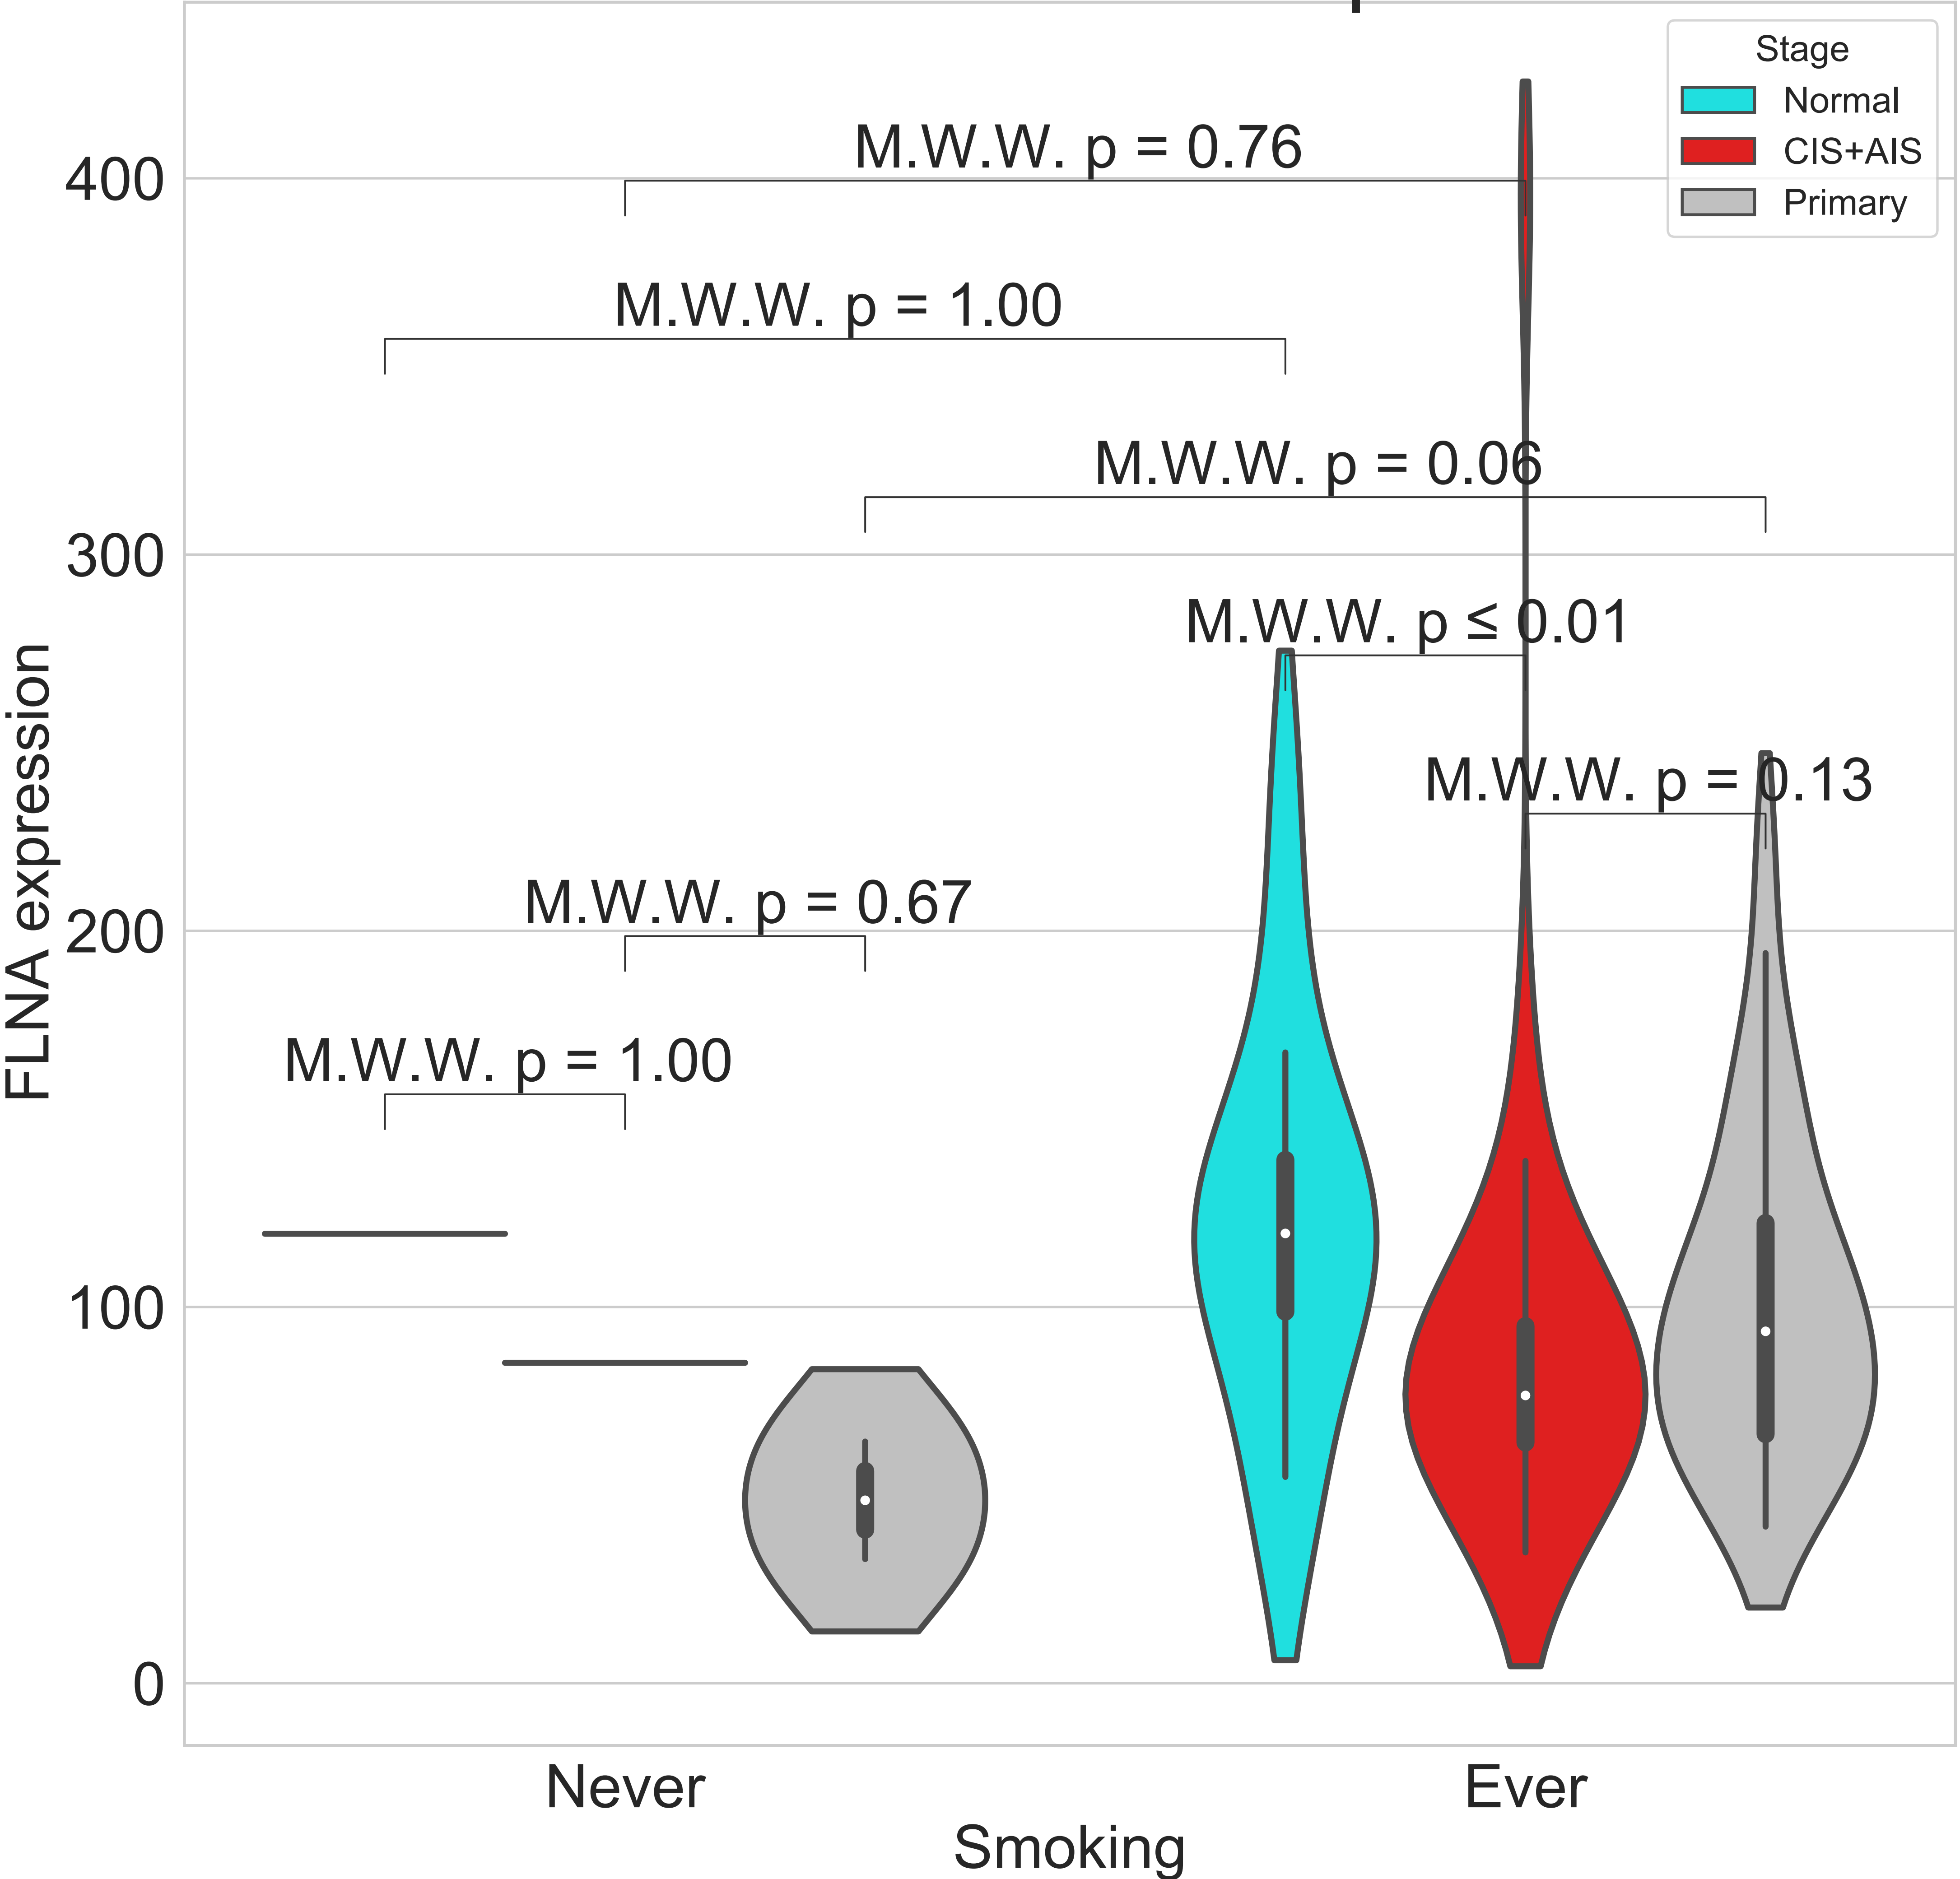 Stage
Normal
CIS+AIS
Primary
M.W.W. p = 0.76
M.W.W. p = 1.00
M.W.W. p = 0.06
M.W.W. p ≤ 0.01
M.W.W. p = 0.13
M.W.W. p = 0.67
M.W.W. p = 1.00
400
300
200
100
0
FLNA expression
Never
Ever
Smoking